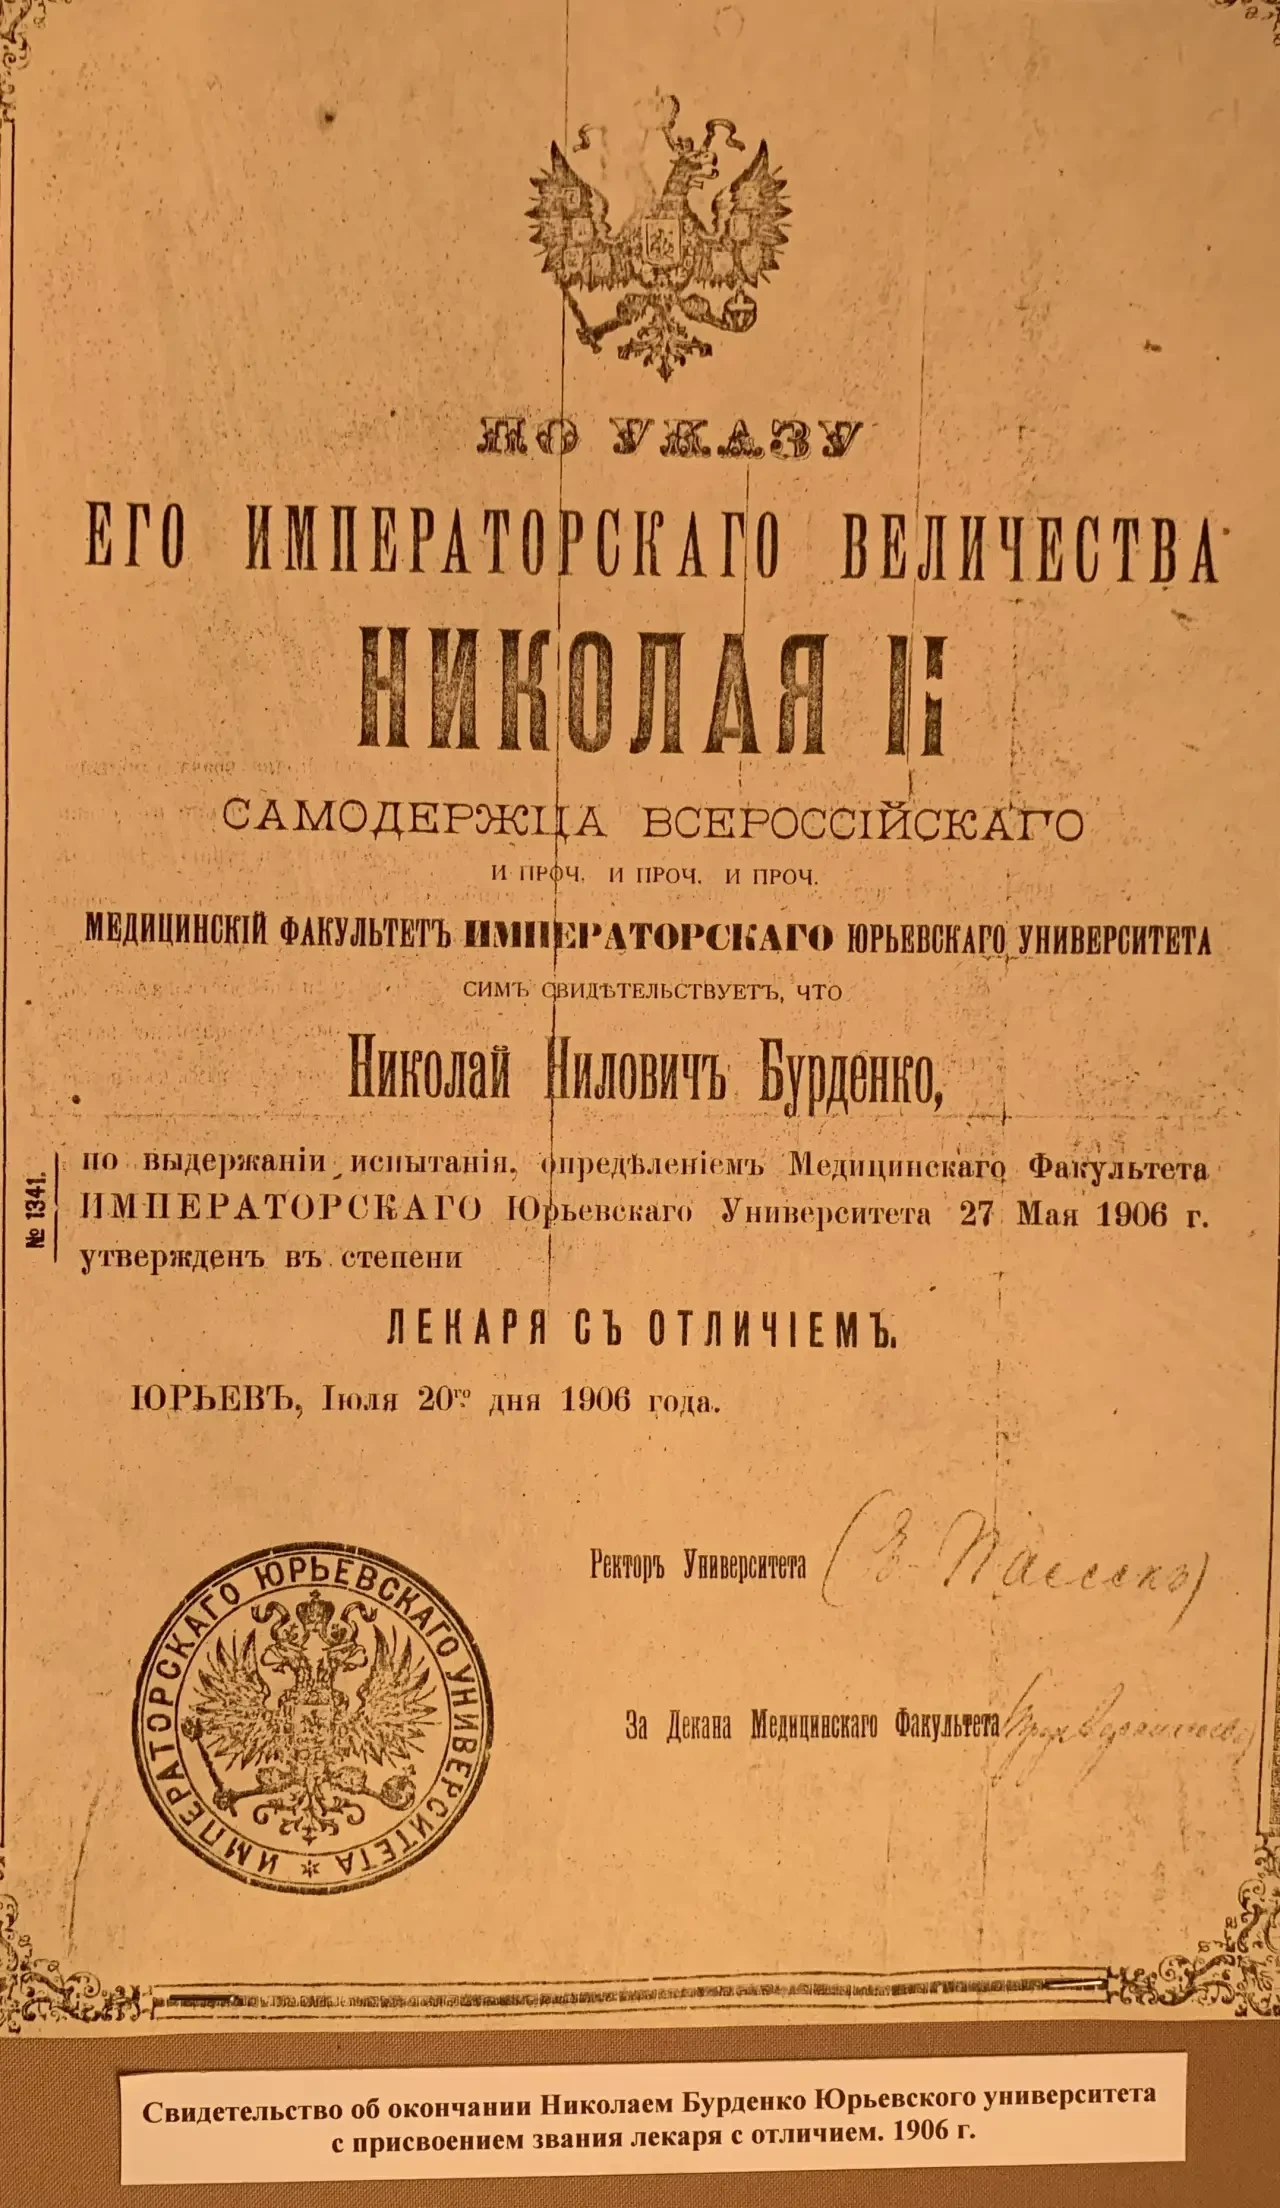 ПО УКАЗУ
ЕГО ИМПЕРАТОРСКАГО ВЕЛИЧЕСТВА
НИКОЛАЯ II
САМОДЕРЖЦА ВСЕРОССІЙСКАГО
И ПРОЧ. И ПРОЧ. И ПРОЧ.
МЕДИЦИНСКІЙ ФАКУЛЬТЕТЪ ИМПЕРАТОРСКАГО ЮРЬЕВСКАГО УНИВЕРСИТЕТА
СИМЪ СВИДѢТЕЛЬСТВУЕТЪ, ЧТО
Николай Ниловичъ Бурденко,
№ 1341.
по выдержаніи испытанія, опредѣленіемъ Медицинскаго Факультета
ИМПЕРАТОРСКАГО Юрьевскаго Университета 27 Мая 1906 г.
утвержденъ въ степени
ЛЕКАРЯ СЪ ОТЛИЧІЕМЪ.
ЮРЬЕВЪ, Іюля 20го дня 1906 года.
Ректоръ Университета (Е. Пассекъ)
За Декана Медицинскаго Факультета
ИМПЕРАТОРСКАГО ЮРЬЕВСКАГО УНИВЕРСИТЕТА
Свидетельство об окончании Николаем Бурденко Юрьевского университета
с присвоением звания лекаря с отличием. 1906 г.